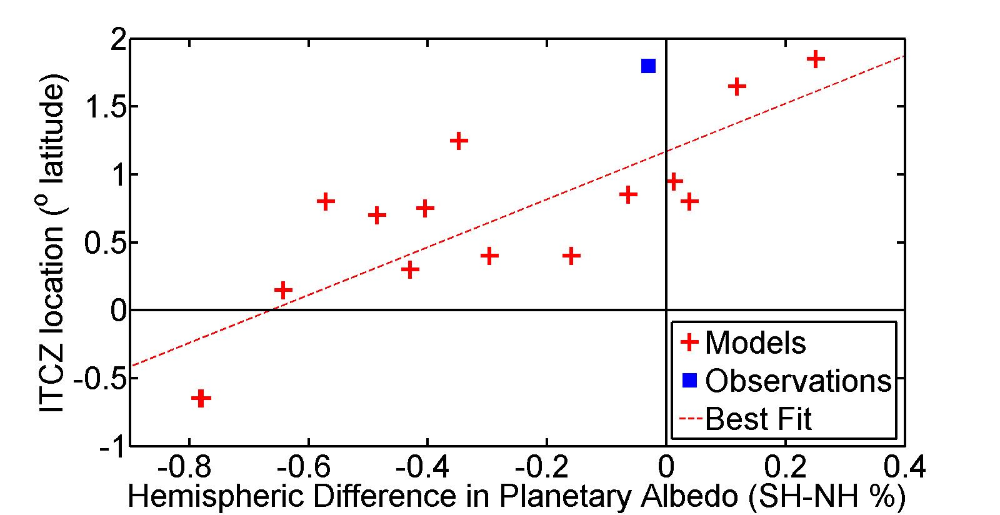 2
1.5
1
0.5
0
-0.5
-1
ITCZ location (º latitude)
Models
Observations
Best Fit
-0.8 -0.6 -0.4 -0.2 0 0.2 0.4
Hemispheric Difference in Planetary Albedo (SH-NH %)